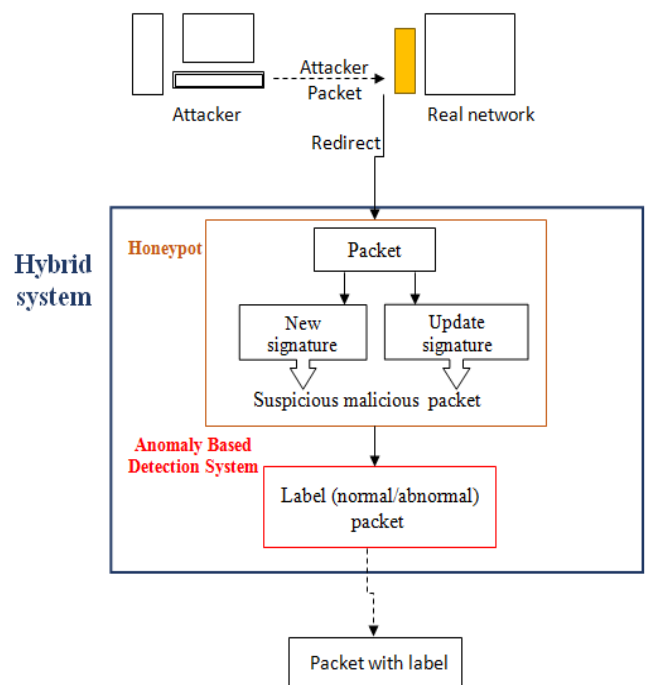 Attacker
Packet
Attacker
Real network
Redirect
Hybrid
system
Honeypot
Packet
New
signature
Update
signature
Suspicious malicious packet
Anomaly Based
Detection System
Label (normal/abnormal)
packet
Packet with label